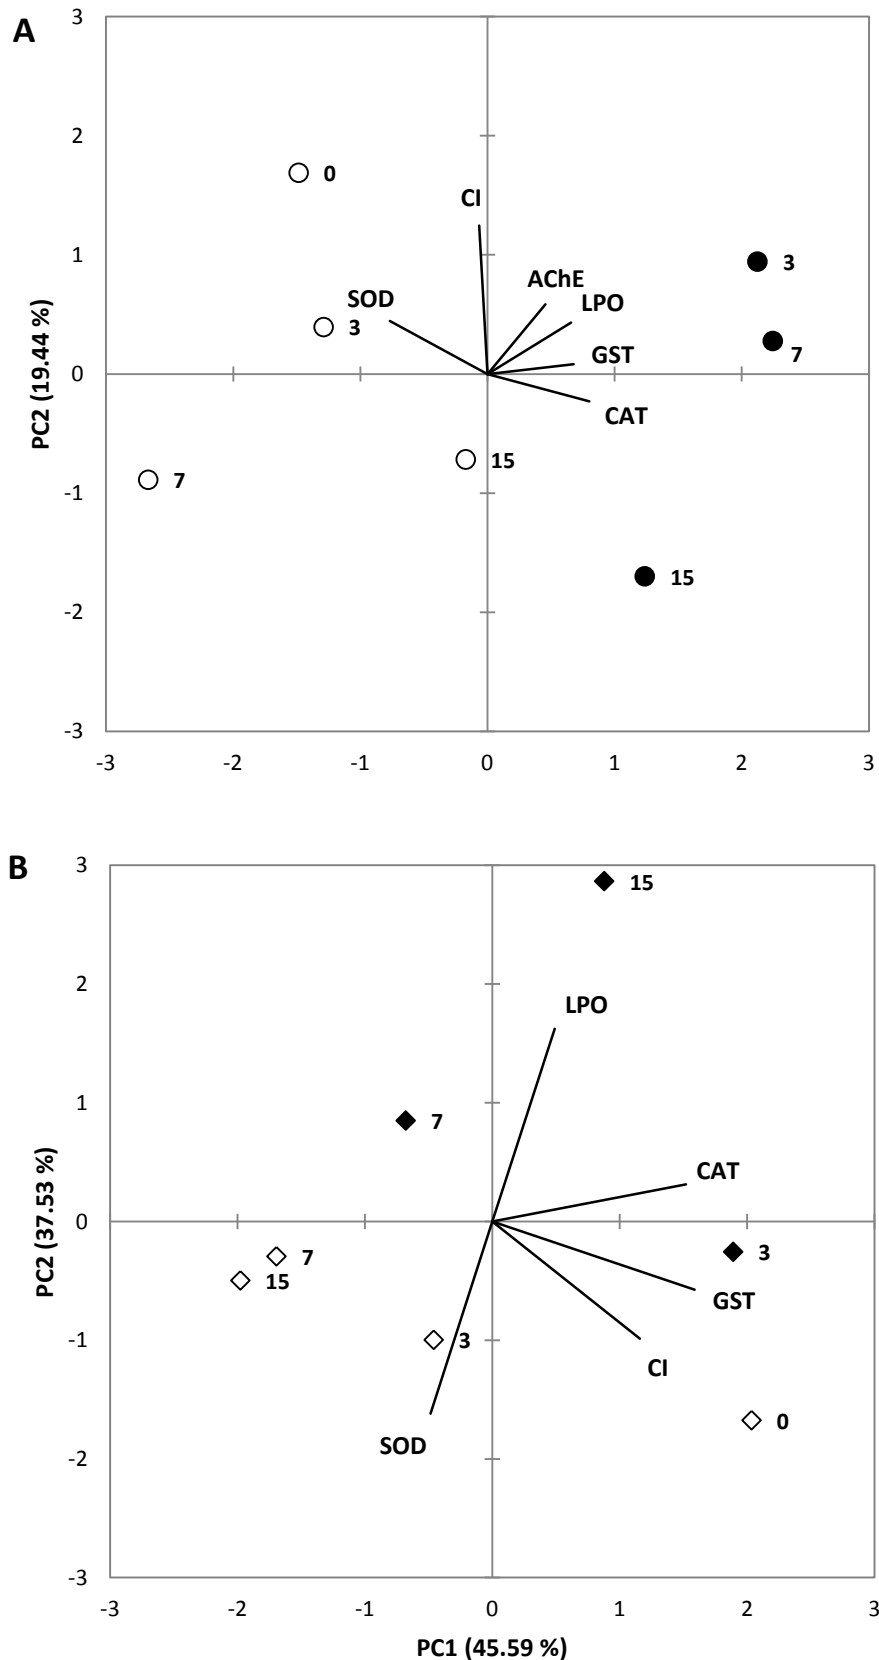 A
3
2
0
CI
1
3
AChE
SOD
LPO
3
GST
7
0
CAT
PC2 (19.44 %)
15
7
-1
15
-2
-3
-3 -2 -1 0 1 2 3
B
3
15
2
LPO
1
7
CAT
0
PC2 (37.53 %)
7
3
15
GST
-1
3
CI
0
SOD
-2
-3
-3 -2 -1 0 1 2 3
PC1 (45.59 %)